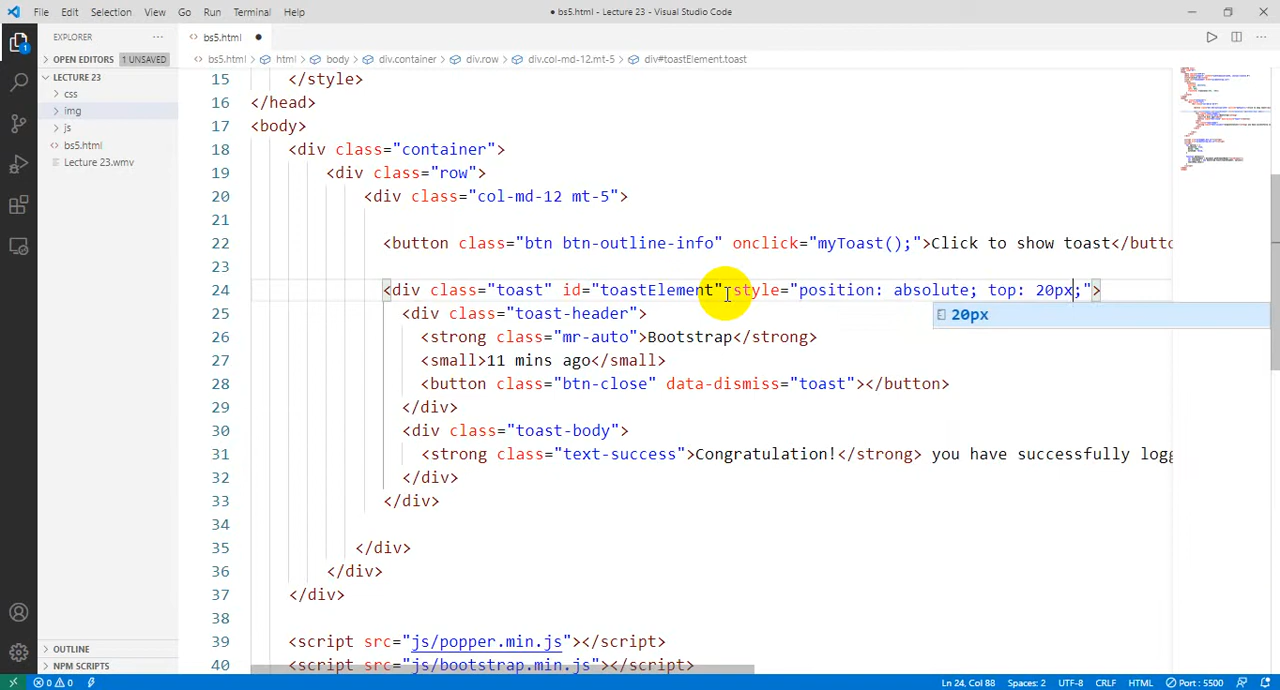 File Edit Selection View Go Run Terminal Help
● bs5.html - Lecture 23 - Visual Studio Code
EXPLORER ...
bs5.html ●
OPEN EDITORS 1 UNSAVED
bs5.html > html > body > div.container > div.row > div.col-md-12.mt-5 > div#toastElement.toast
LECTURE 23
css
img
js
bs5.html
Lecture 23.wmv
15 </style>
16 </head>
17 <body>
18 <div class="container">
19 <div class="row">
20 <div class="col-md-12 mt-5">
21
22 <button class="btn btn-outline-info" onclick="myToast();">Click to show toast</butto
23
24 <div class="toast" id="toastElement" style="position: absolute; top: 20px;">
20px
25 <div class="toast-header">
26 <strong class="mr-auto">Bootstrap</strong>
27 <small>11 mins ago</small>
28 <button class="btn-close" data-dismiss="toast"></button>
29 </div>
30 <div class="toast-body">
31 <strong class="text-success">Congratulation!</strong> you have successfully logg
32 </div>
33 </div>
34
35 </div>
36 </div>
37 </div>
38
39 <script src="js/popper.min.js"></script>
40 <script src="js/bootstrap.min.js"></script>
OUTLINE
NPM SCRIPTS
0 0
Ln 24, Col 88 Spaces: 2 UTF-8 CRLF HTML Port : 5500